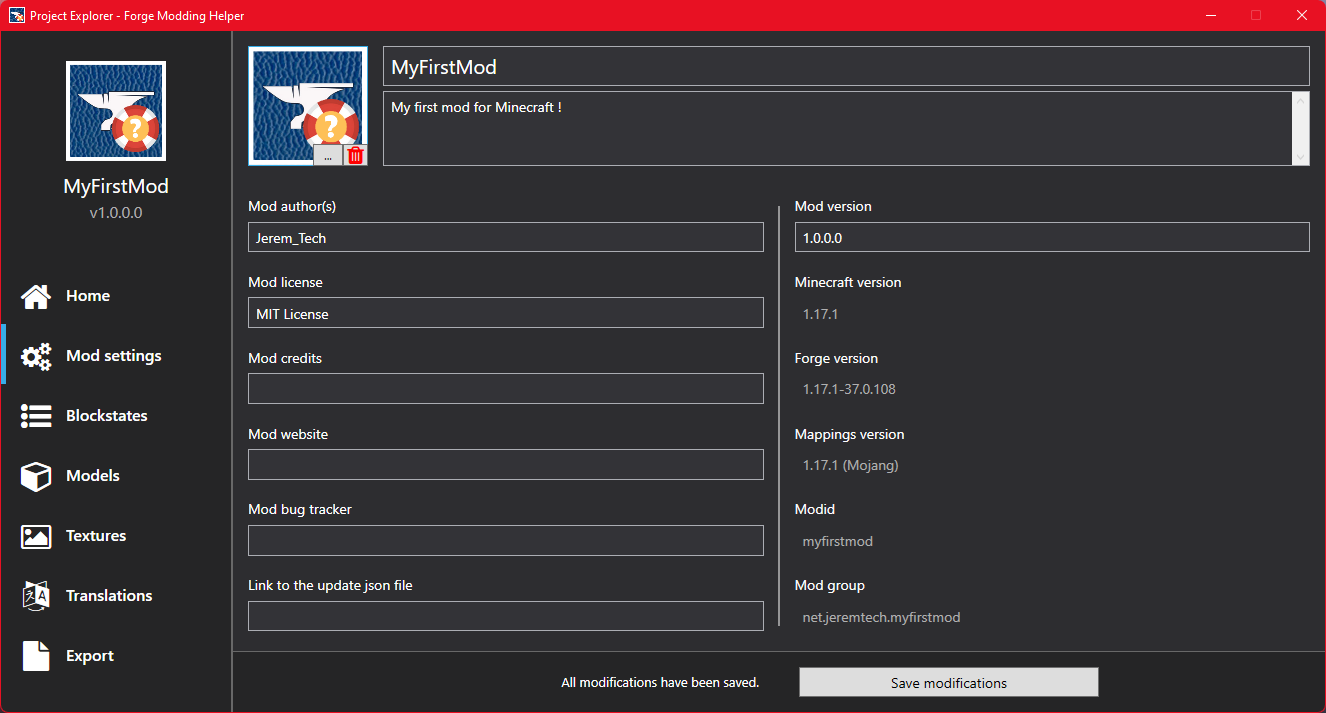 Project Explorer - Forge Modding Helper
MyFirstMod
v1.0.0.0
Home
Mod settings
Blockstates
Models
Textures
Translations
Export
...
MyFirstMod
My first mod for Minecraft !
Mod author(s)
Jerem_Tech
Mod license
MIT License
Mod credits
Mod website
Mod bug tracker
Link to the update json file
Mod version
1.0.0.0
Minecraft version
1.17.1
Forge version
1.17.1-37.0.108
Mappings version
1.17.1 (Mojang)
Modid
myfirstmod
Mod group
net.jeremtech.myfirstmod
All modifications have been saved.
Save modifications